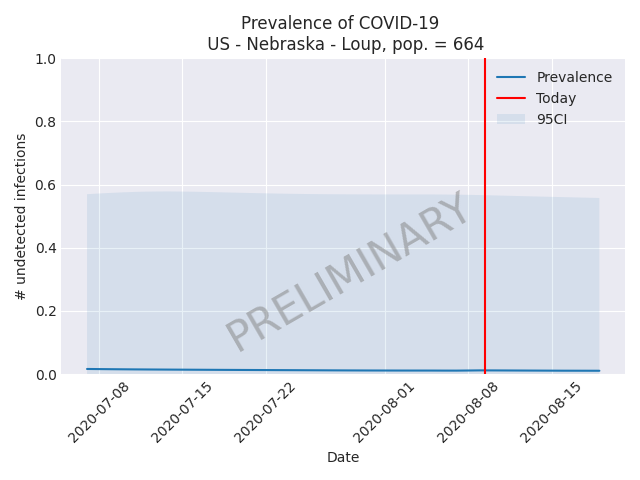 Prevalence of COVID-19
US - Nebraska - Loup, pop. = 664
1.0
0.8
0.6
0.4
0.2
0.0
# undetected infections
Prevalence
Today
95CI
PRELIMINARY
2020-07-08
2020-07-15
2020-07-22
2020-08-01
2020-08-08
2020-08-15
Date